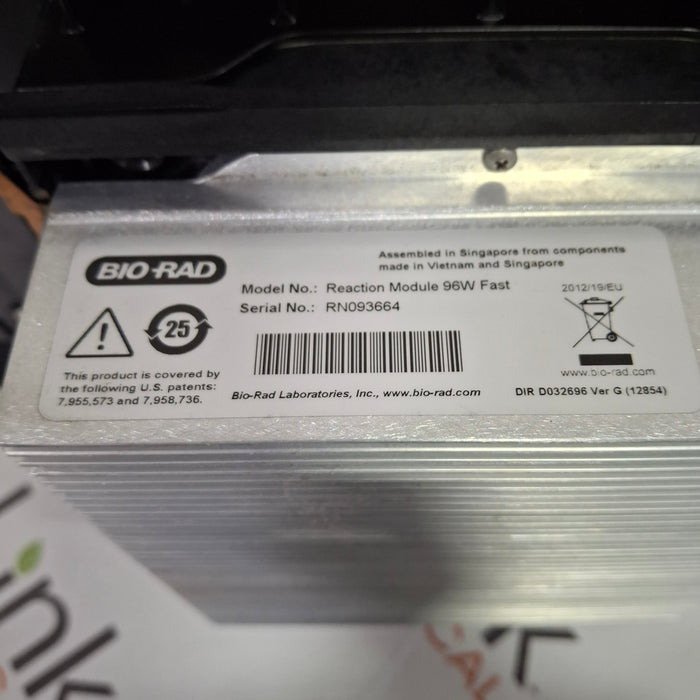 BIO-RAD
Assembled in Singapore from components
made in Vietnam and Singapore
Model No.: Reaction Module 96W Fast
Serial No.: RN093664
2012/19/EU
25
This product is covered by
the following U.S. patents:
7,955,573 and 7,958,736.
Bio-Rad Laboratories, Inc., www.bio-rad.com
www.bio-rad.com
DIR D032696 Ver G (12854)